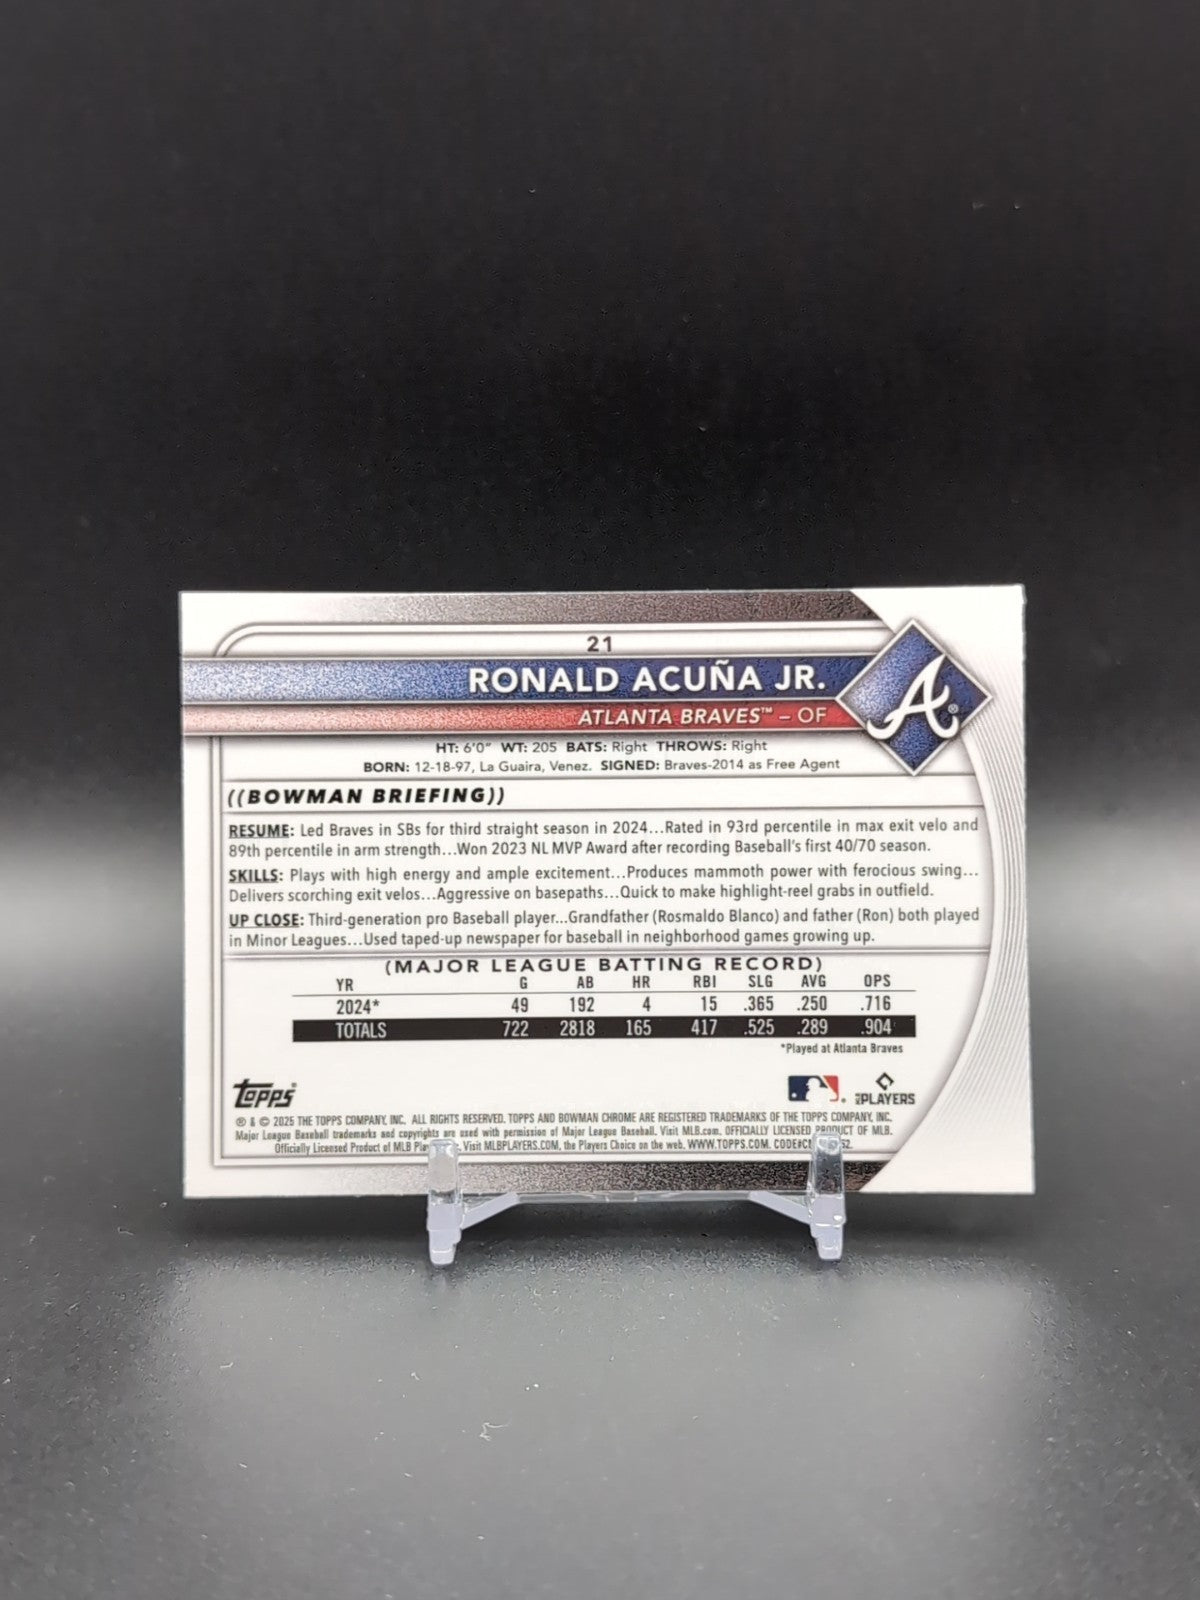 21
RONALD ACUÑA JR.
ATLANTA BRAVES™ – OF
A®
HT: 6'0" WT: 205 BATS: Right THROWS: Right
BORN: 12-18-97, La Guaira, Venez. SIGNED: Braves-2014 as Free Agent
((BOWMAN BRIEFING))
RESUME: Led Braves in SBs for third straight season in 2024...Rated in 93rd percentile in max exit velo and
89th percentile in arm strength...Won 2023 NL MVP Award after recording Baseball's first 40/70 season.
SKILLS: Plays with high energy and ample excitement...Produces mammoth power with ferocious swing...
Delivers scorching exit velos...Aggressive on basepaths...Quick to make highlight-reel grabs in outfield.
UP CLOSE: Third-generation pro Baseball player...Grandfather (Rosmaldo Blanco) and father (Ron) both played
in Minor Leagues...Used taped-up newspaper for baseball in neighborhood games growing up.
(MAJOR LEAGUE BATTING RECORD)
YR G AB HR RBI SLG AVG OPS
2024* 49 192 4 15 .365 .250 .716
TOTALS 722 2818 165 417 .525 .289 .904
*Played at Atlanta Braves
topps® MLB PLAYERS
® & © 2025 THE TOPPS COMPANY, INC. ALL RIGHTS RESERVED. TOPPS AND BOWMAN CHROME ARE REGISTERED TRADEMARKS OF THE TOPPS COMPANY, INC.
Major League Baseball trademarks and copyrights are used with permission of Major League Baseball. Visit MLB.com. OFFICIALLY LICENSED PRODUCT OF MLB.
Officially Licensed Product of MLB Visit MLBPLAYERS.COM, the Players Choice on the web. WWW.TOPPS.COM.